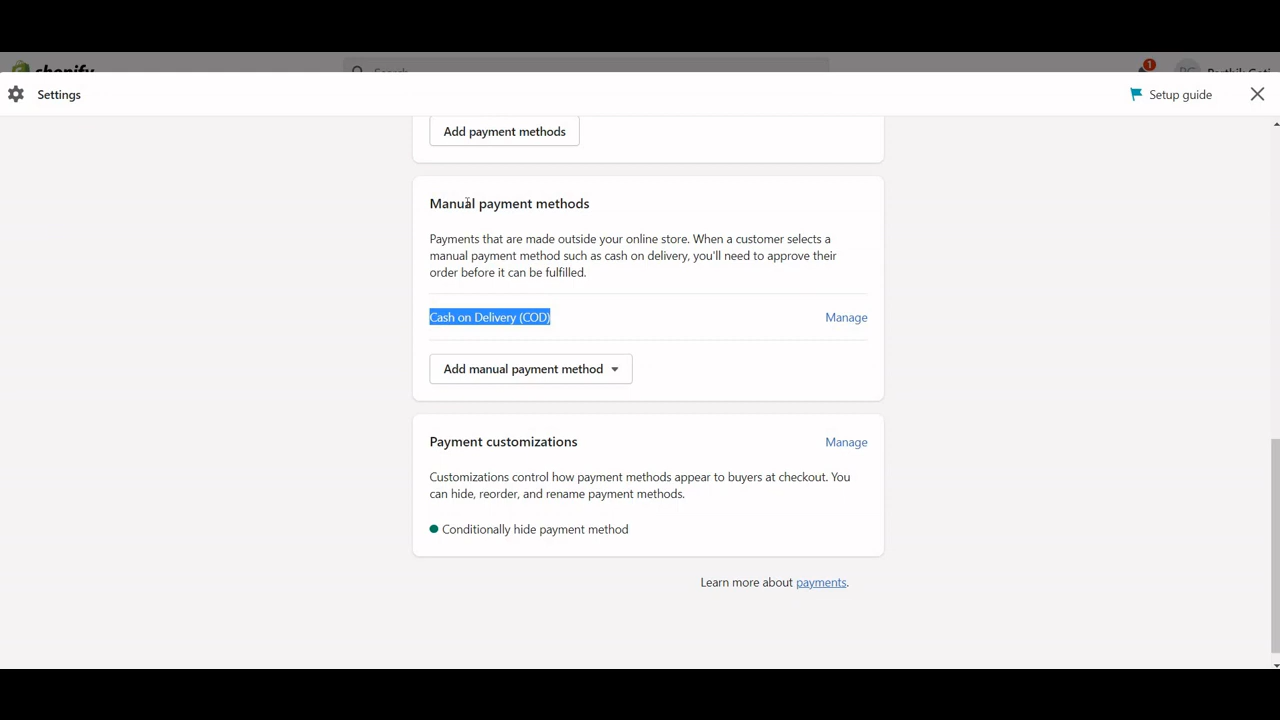 Settings
Setup guide
1
Add payment methods
Manual payment methods
Payments that are made outside your online store. When a customer selects a
manual payment method such as cash on delivery, you'll need to approve their
order before it can be fulfilled.
Cash on Delivery (COD)
Manage
Add manual payment method
Payment customizations
Manage
Customizations control how payment methods appear to buyers at checkout. You
can hide, reorder, and rename payment methods.
Conditionally hide payment method
Learn more about payments.